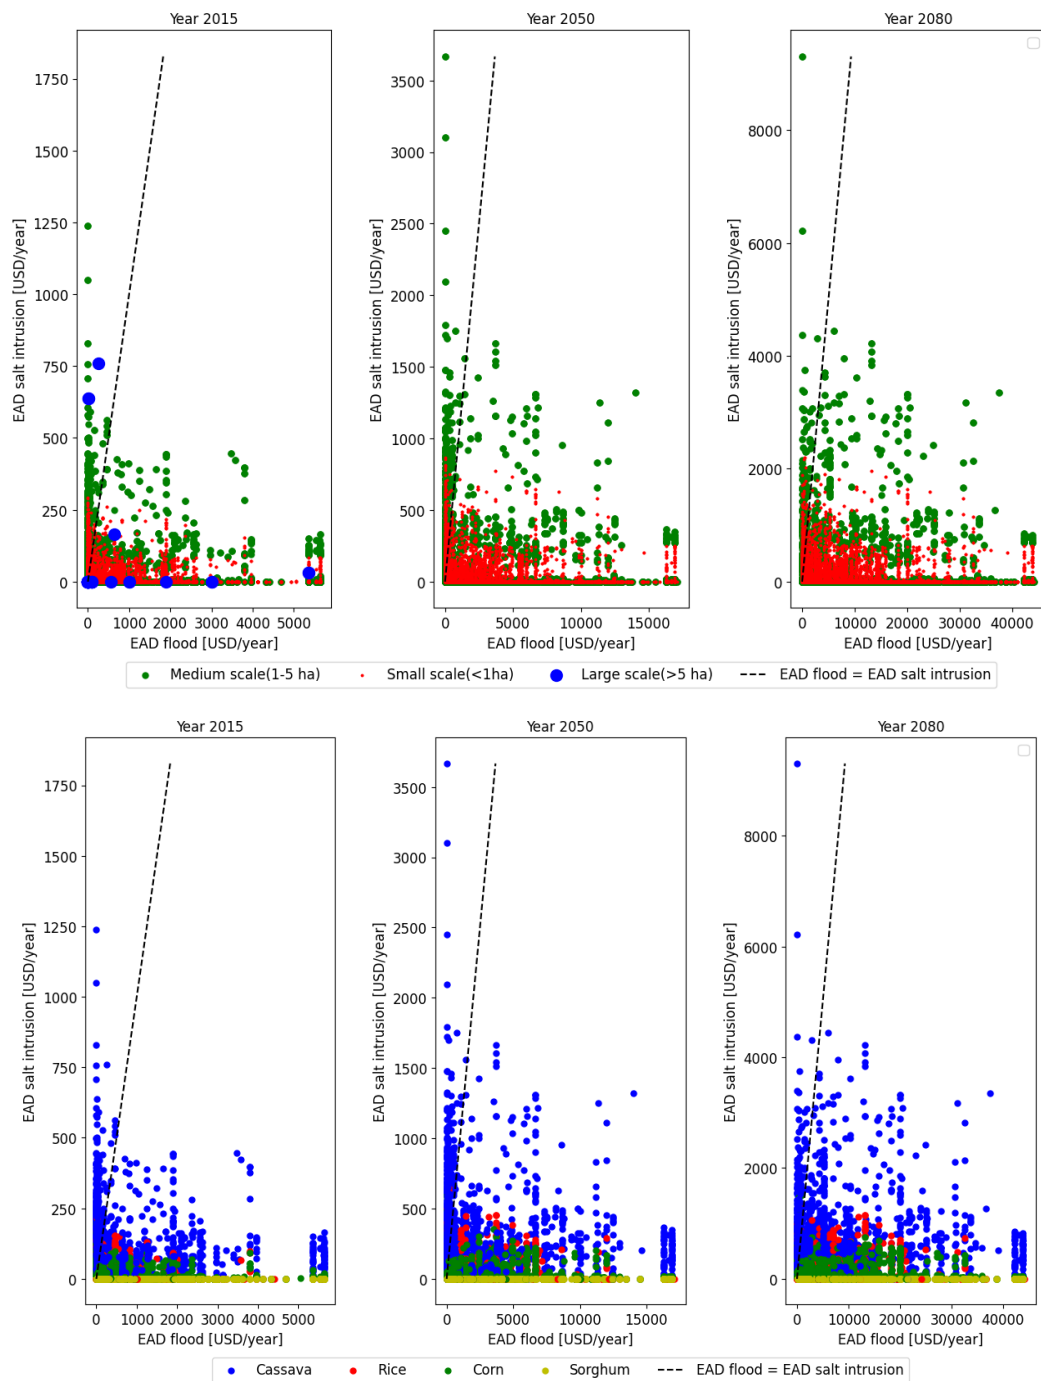 Year 2015 Year 2050 Year 2080
EAD salt intrusion [USD/year]
1750
1500
1250
1000
750
500
250
0
0 1000 2000 3000 4000 5000
EAD flood [USD/year]
EAD salt intrusion [USD/year]
3500
3000
2500
2000
1500
1000
500
0
0 5000 10000 15000
EAD flood [USD/year]
EAD salt intrusion [USD/year]
8000
6000
4000
2000
0
0 10000 20000 30000 40000
EAD flood [USD/year]
Medium scale(1-5 ha) Small scale(<1ha) Large scale(>5 ha) EAD flood = EAD salt intrusion
Year 2015 Year 2050 Year 2080
EAD salt intrusion [USD/year]
1750
1500
1250
1000
750
500
250
0
0 1000 2000 3000 4000 5000
EAD flood [USD/year]
EAD salt intrusion [USD/year]
3500
3000
2500
2000
1500
1000
500
0
0 5000 10000 15000
EAD flood [USD/year]
EAD salt intrusion [USD/year]
8000
6000
4000
2000
0
0 10000 20000 30000 40000
EAD flood [USD/year]
Cassava Rice Corn Sorghum EAD flood = EAD salt intrusion